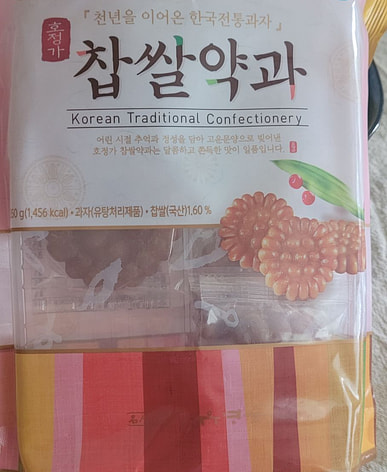 호정가
『 천년을 이어온 한국전통과자 』
찹쌀약과
Korean Traditional Confectionery
어린 시절 추억과 정성을 담아 고운문양으로 빚어낸
호정가 찹쌀약과는 달콤하고 쫀득한 맛이 일품입니다.
50 g(1,456 kcal) • 과자(유탕처리제품) • 찹쌀(국산)1.60 %